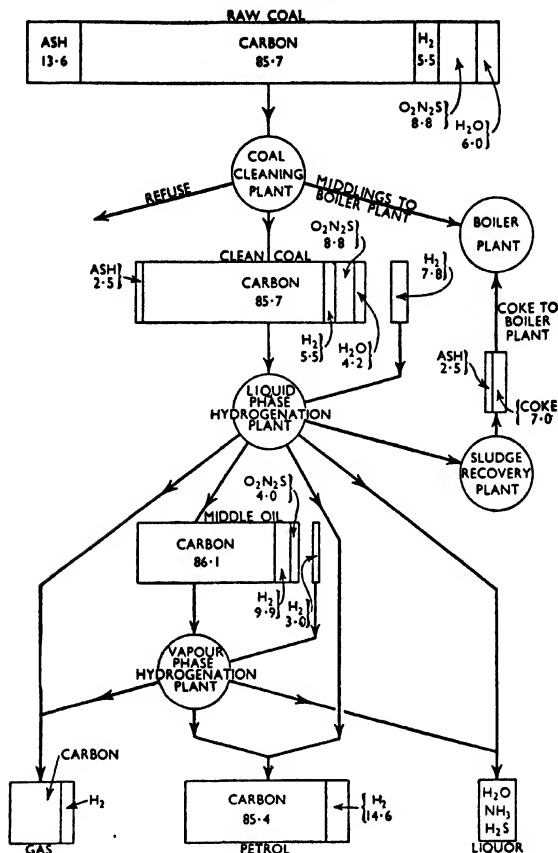 RAW COAL
ASH
13·6
CARBON
85·7
H2
5·5
O2N2S
8·8
H2O
6·0
COAL
CLEANING
PLANT
REFUSE
MIDDLINGS TO
BOILER PLANT
BOILER
PLANT
CLEAN COAL
ASH
2·5
CARBON
85·7
O2N2S
8·8
H2
5·5
H2O
4·2
H2
7·8
COKE TO
BOILER
PLANT
ASH
2·5
COKE
7·0
LIQUID
PHASE
HYDROGENATION
PLANT
SLUDGE
RECOVERY
PLANT
MIDDLE OIL
O2N2S
4·0
CARBON
86·1
H2
9·9
H2
3·0
VAPOUR
PHASE
HYDROGENATION
PLANT
CARBON
H2
GAS
CARBON
85·4
H2
14·6
PETROL
H2O
NH3
H2S
LIQUOR